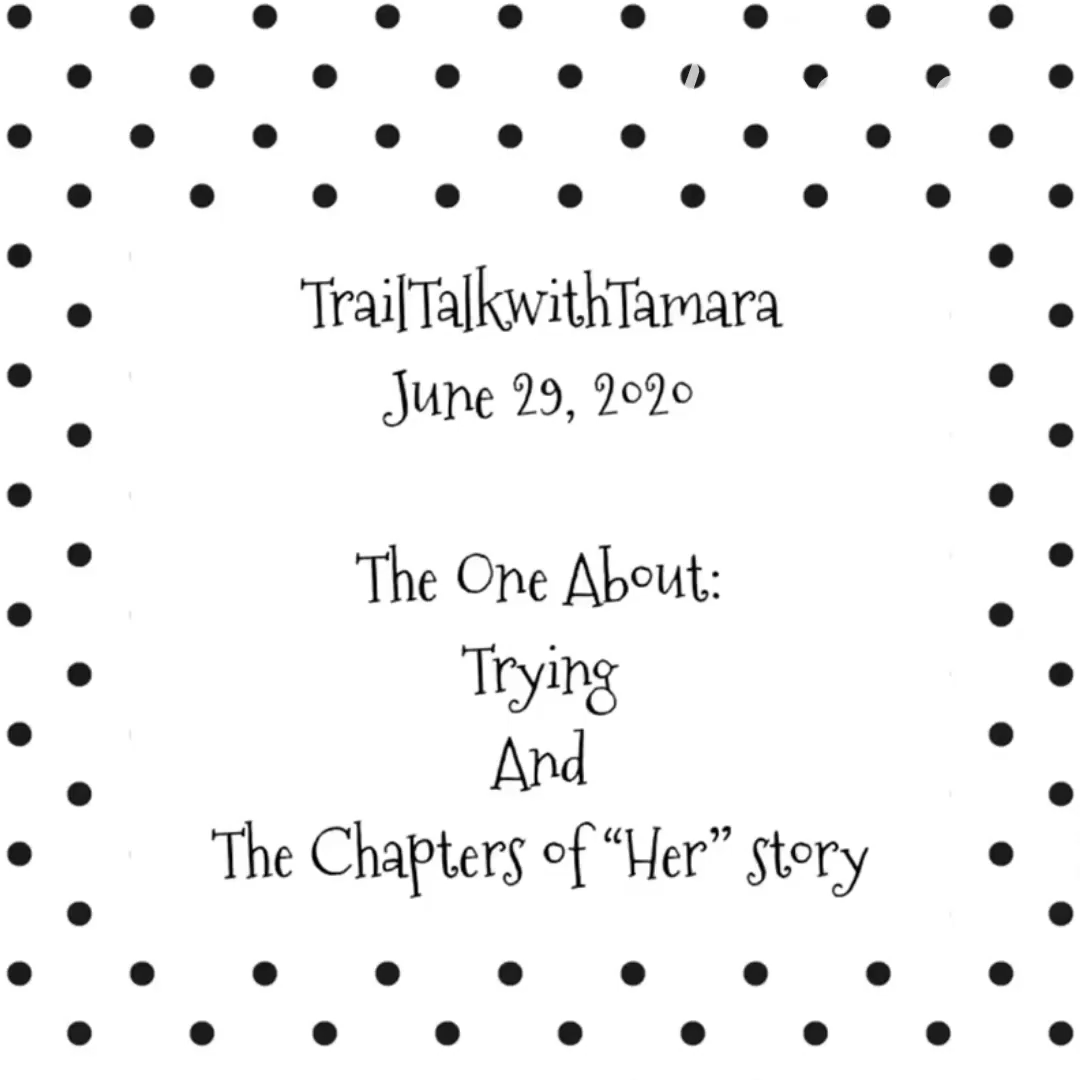 TrailTalkwithTamara
June 29, 2020
The One About:
Trying
And
The Chapters of “Her” story